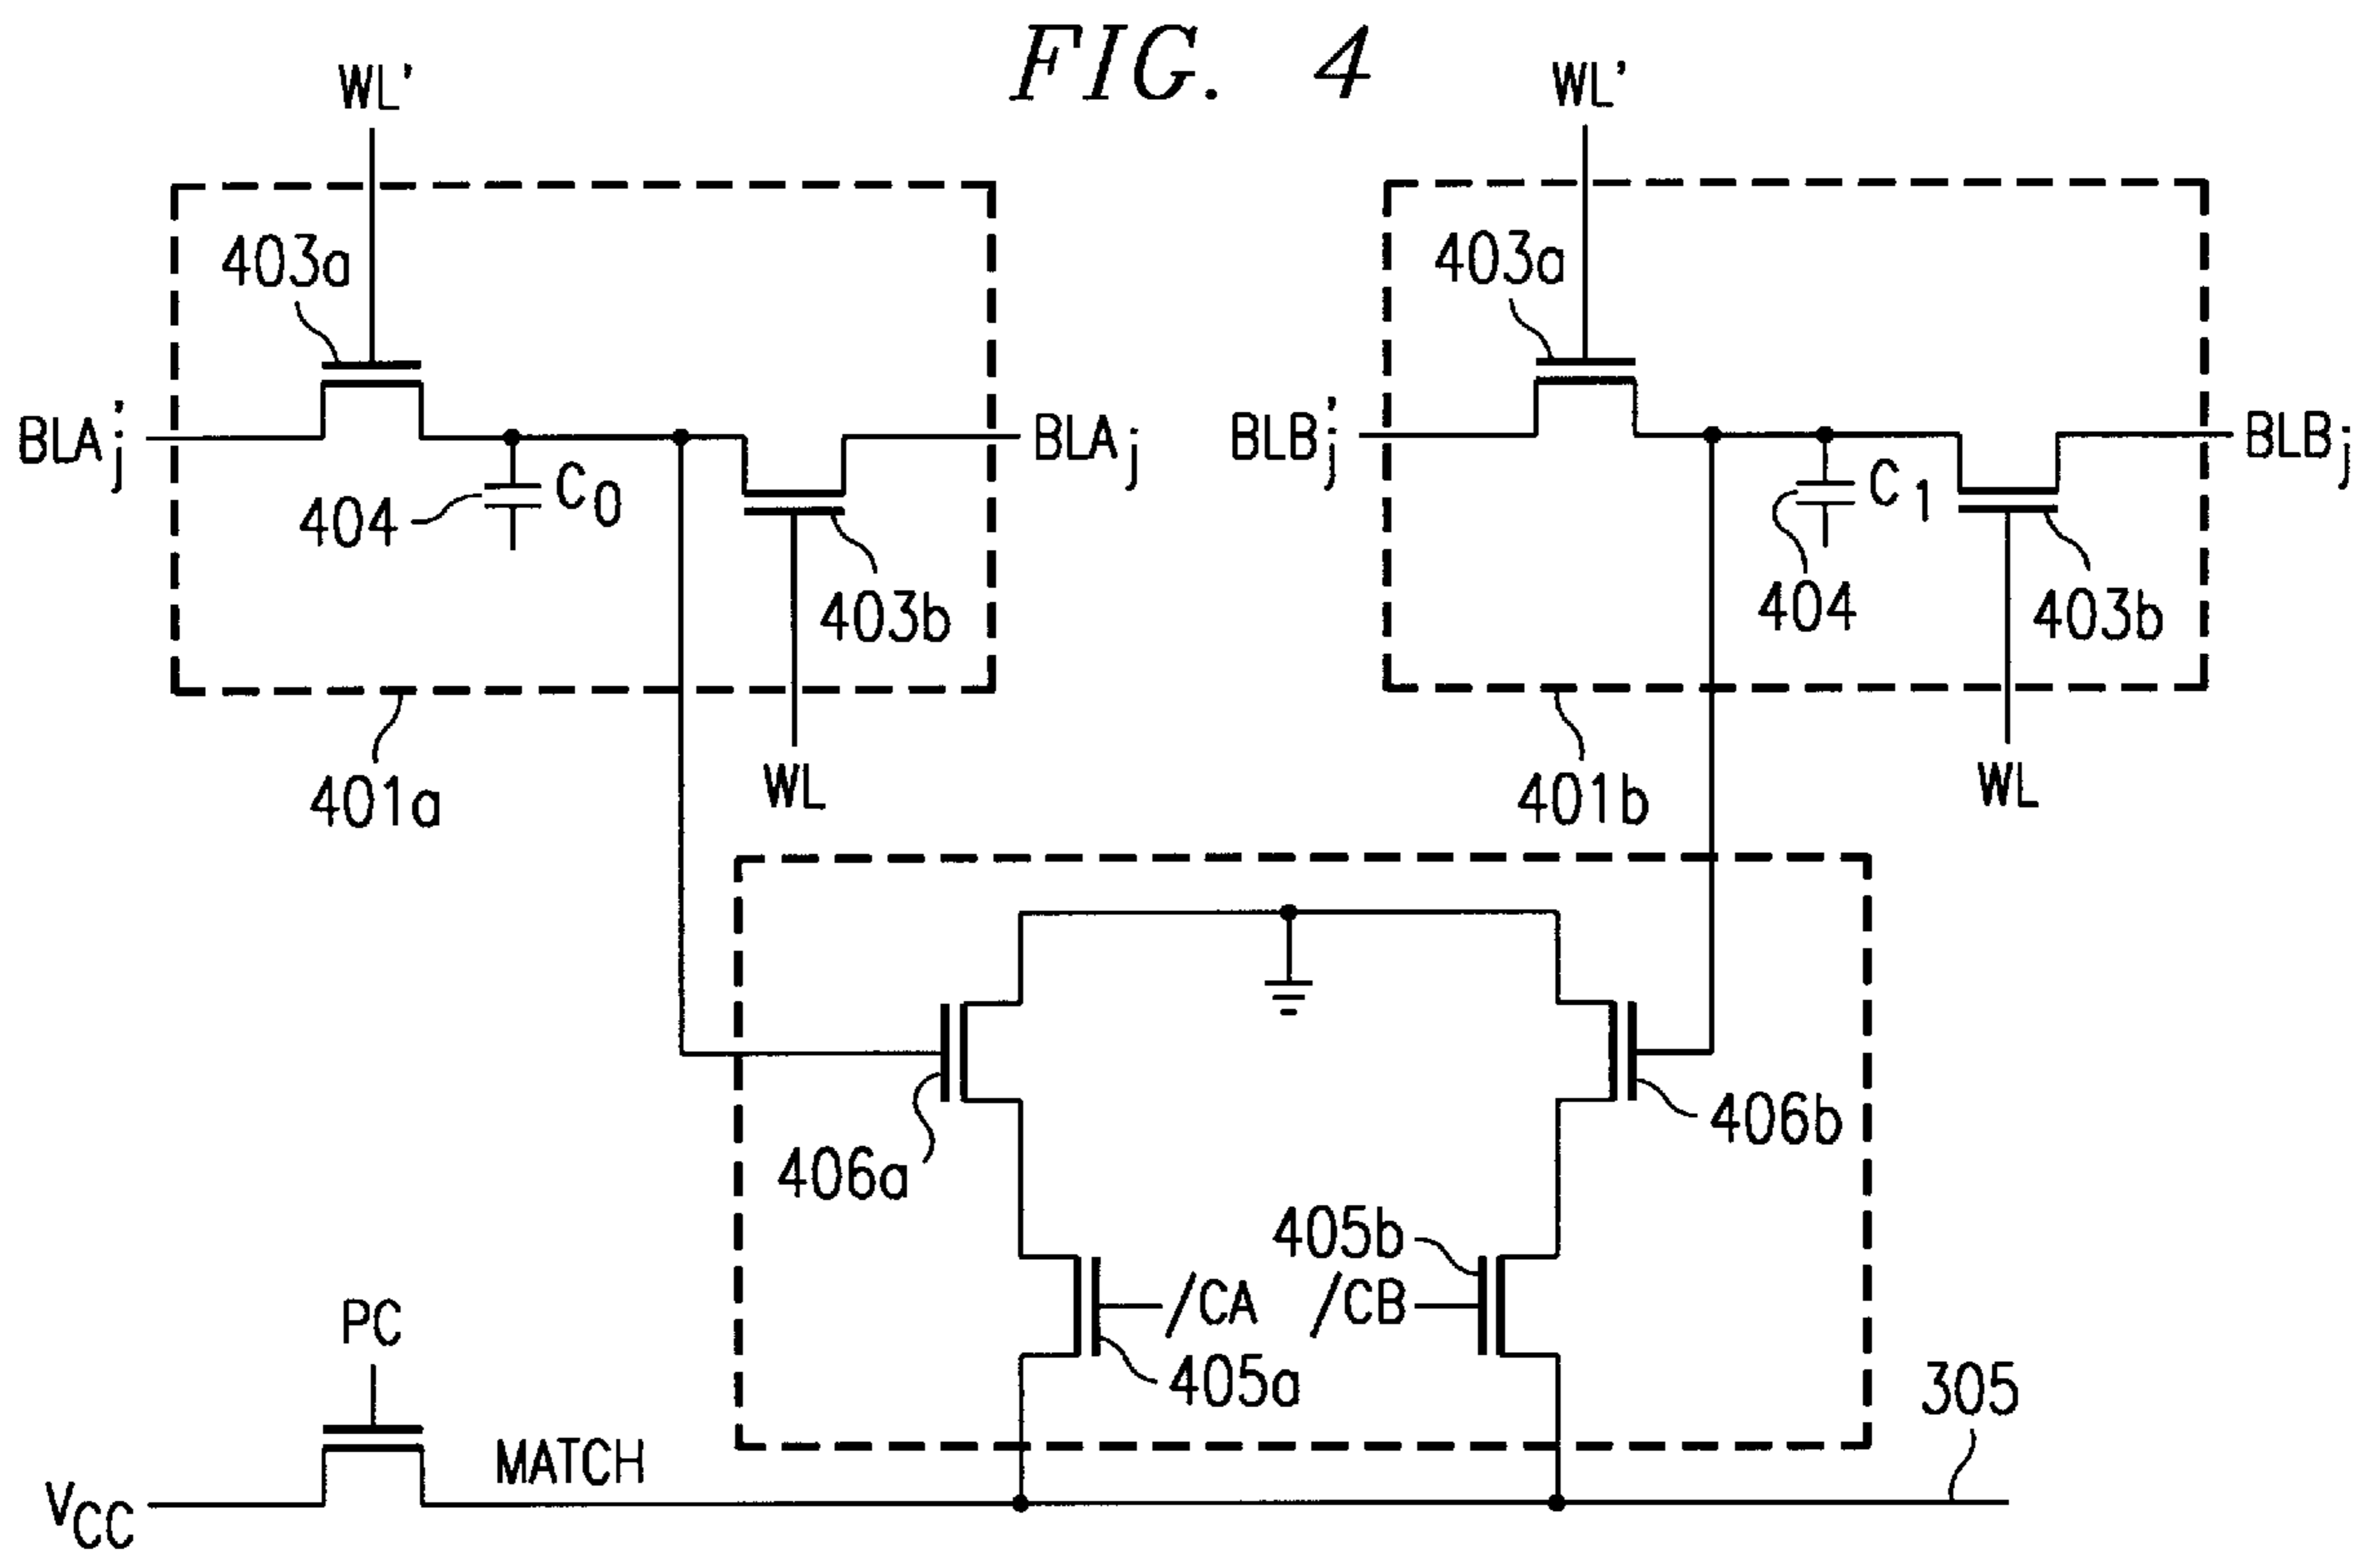 FIG. 4
WL'
WL'
403a
403a
BLA'j
BLAj
BLB'j
BLBj
C0
C1
404
404
403b
403b
401a
WL
401b
WL
406a
406b
405b
/CA
/CB
405a
PC
305
MATCH
VCC